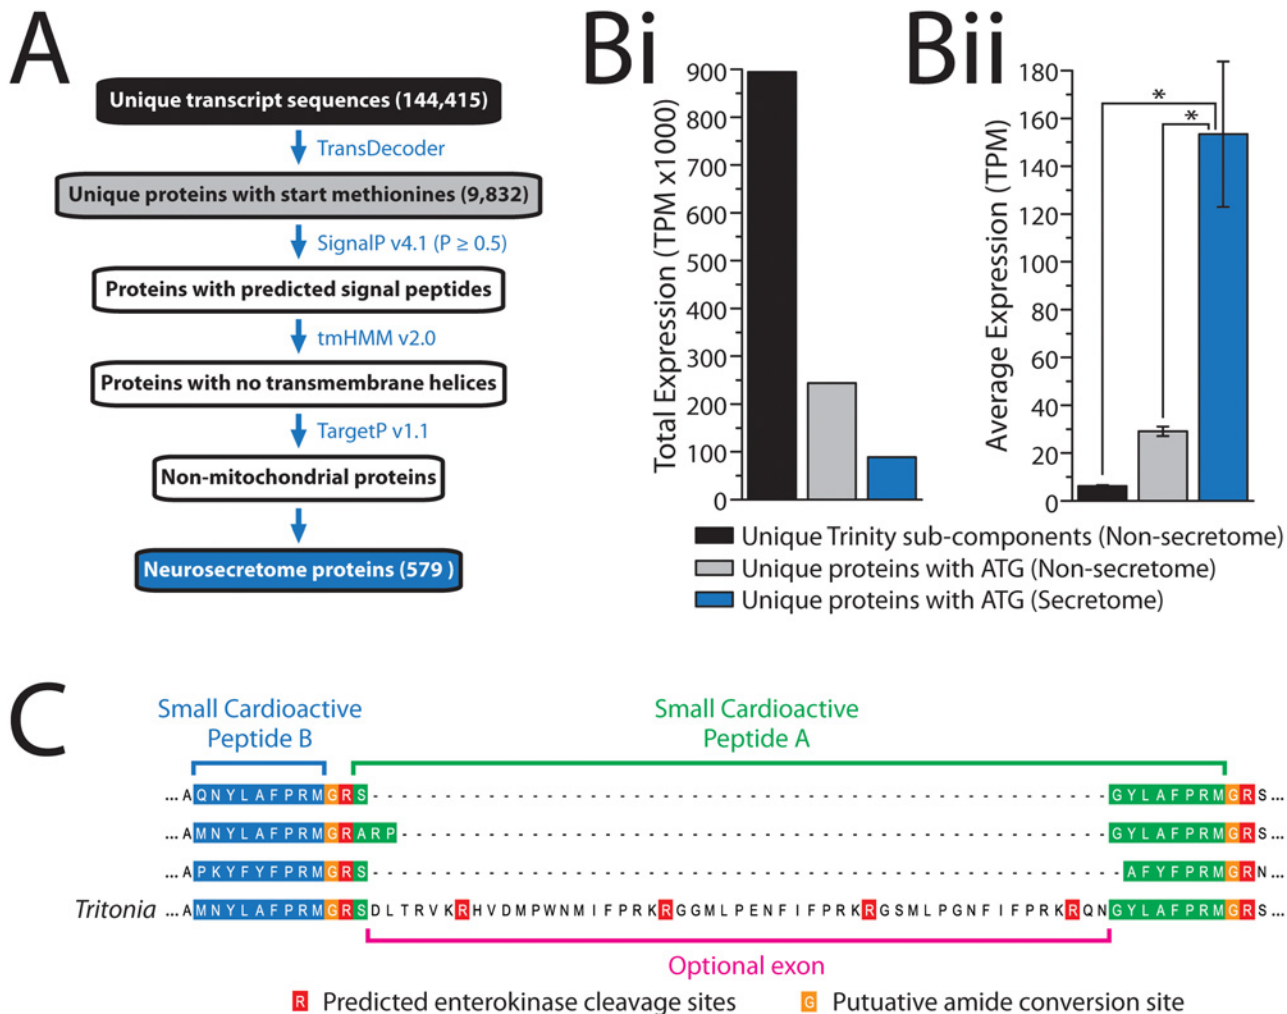 A
Unique transcript sequences (144,415)
TransDecoder
Unique proteins with start methionines (9,832)
SignalP v4.1 (P ≥ 0.5)
Proteins with predicted signal peptides
tmHMM v2.0
Proteins with no transmembrane helices
TargetP v1.1
Non-mitochondrial proteins
Neurosecretome proteins (579 )
Bi
Total Expression (TPM x1000)
900
800
700
600
500
400
300
200
100
0
Bii
Average Expression (TPM)
180
160
140
120
100
80
60
40
20
0
*
*
Unique Trinity sub-components (Non-secretome)
Unique proteins with ATG (Non-secretome)
Unique proteins with ATG (Secretome)
C
Small Cardioactive
Peptide B
Small Cardioactive
Peptide A
... A Q N Y L A F P R M G R S - - - - - - - - - - - - - - - - - - - - - - - - - - - - - - - - - - - - - - - - - - - - - - - - - - - G Y L A F P R M G R S ...
... A M N Y L A F P R M G R A R P - - - - - - - - - - - - - - - - - - - - - - - - - - - - - - - - - - - - - - - - - - - - - - - - - G Y L A F P R M G R S ...
... A P K Y F Y F P R M G R S - - - - - - - - - - - - - - - - - - - - - - - - - - - - - - - - - - - - - - - - - - - - - - - - - - - - A F Y F P R M G R N ...
Tritonia ... A M N Y L A F P R M G R S D L T R V K R H V D M P W N M I F P R K R G G M L P E N F I F P R K R G S M L P G N F I F P R K R Q N G Y L A F P R M G R S ...
Optional exon
R Predicted enterokinase cleavage sites
G Putuative amide conversion site